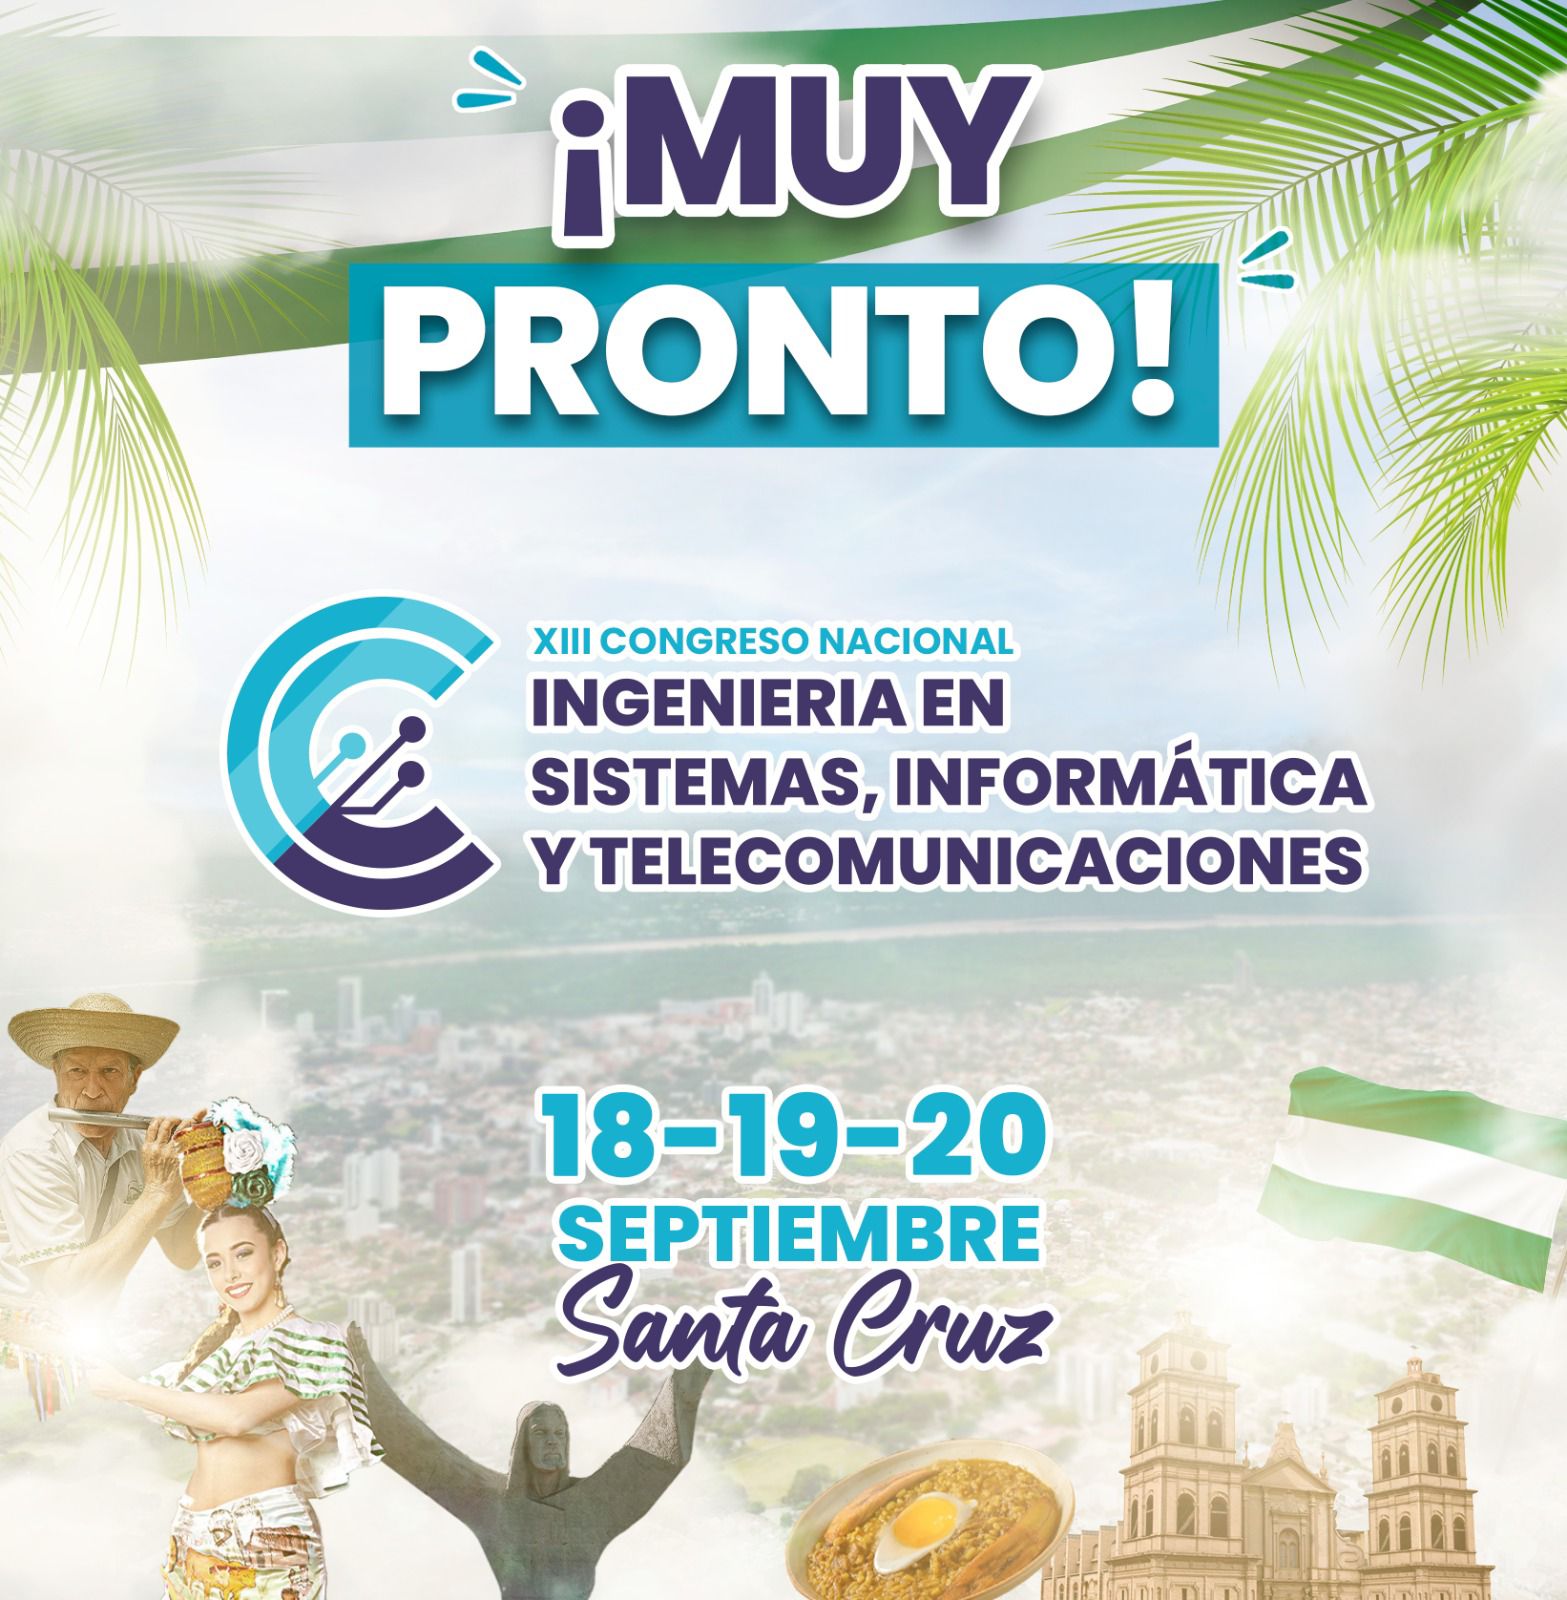 ¡MUY
PRONTO!
XIII CONGRESO NACIONAL
INGENIERIA EN
SISTEMAS, INFORMÁTICA
Y TELECOMUNICACIONES
18-19-20
SEPTIEMBRE
Santa Cruz